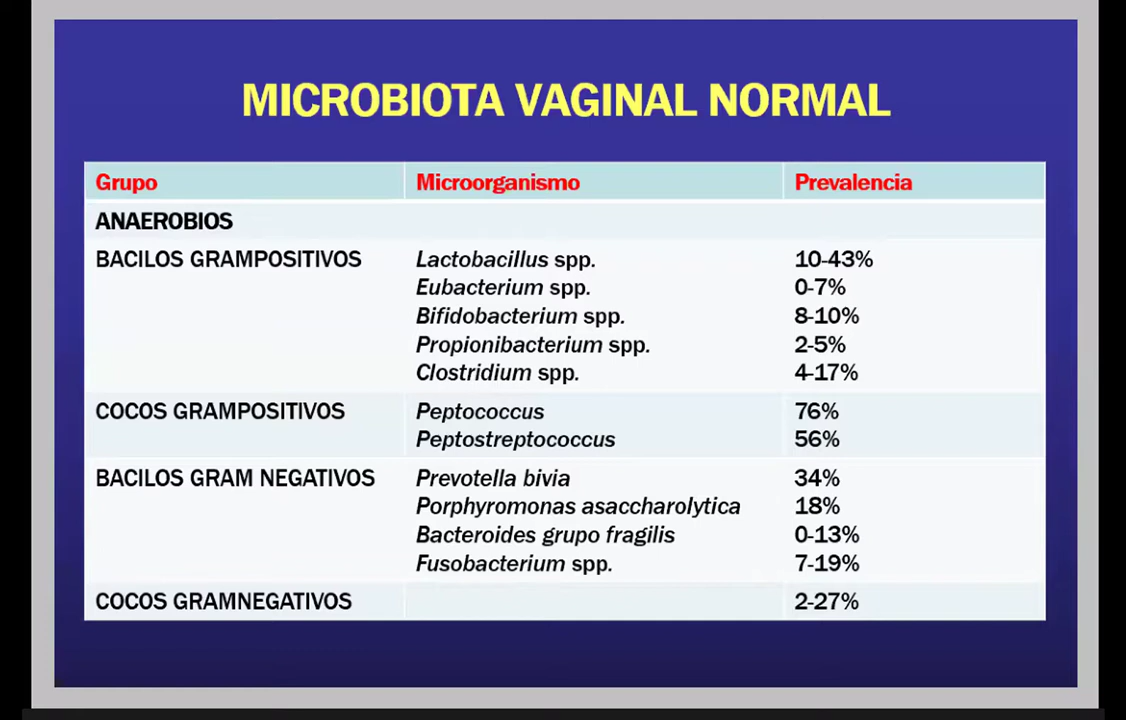 MICROBIOTA VAGINAL NORMAL
Grupo Microorganismo Prevalencia
ANAEROBIOS
BACILOS GRAMPOSITIVOS Lactobacillus spp. 10-43%
Eubacterium spp. 0-7%
Bifidobacterium spp. 8-10%
Propionibacterium spp. 2-5%
Clostridium spp. 4-17%
COCOS GRAMPOSITIVOS Peptococcus 76%
Peptostreptococcus 56%
BACILOS GRAM NEGATIVOS Prevotella bivia 34%
Porphyromonas asaccharolytica 18%
Bacteroides grupo fragilis 0-13%
Fusobacterium spp. 7-19%
COCOS GRAMNEGATIVOS 2-27%